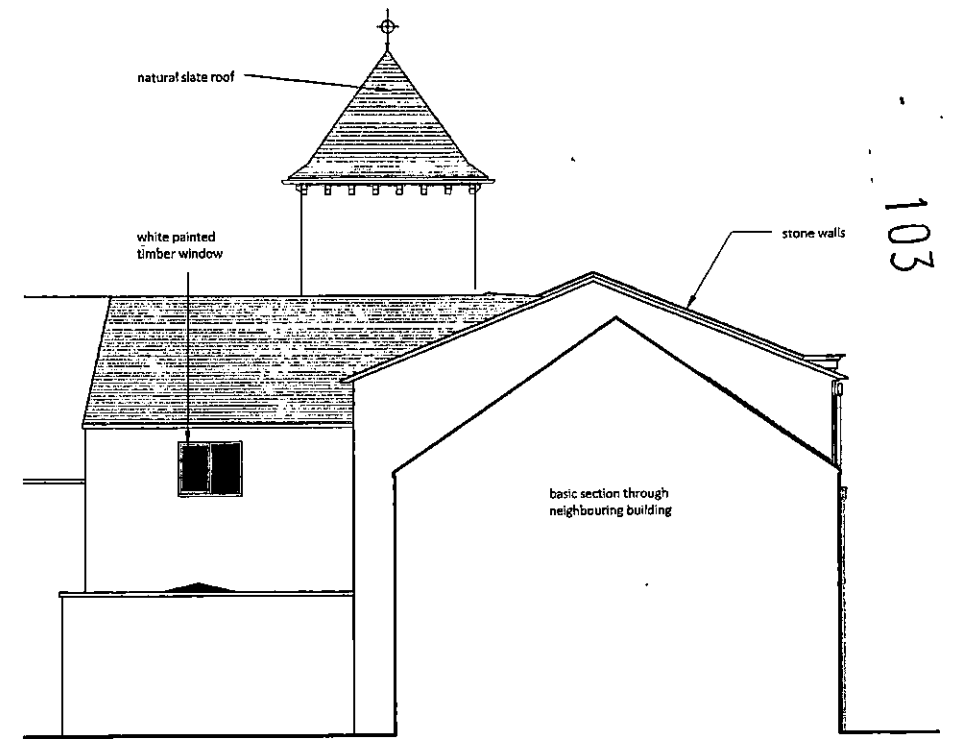 natural slate roof
white painted
timber window
stone walls
103
basic section through
neighbouring building